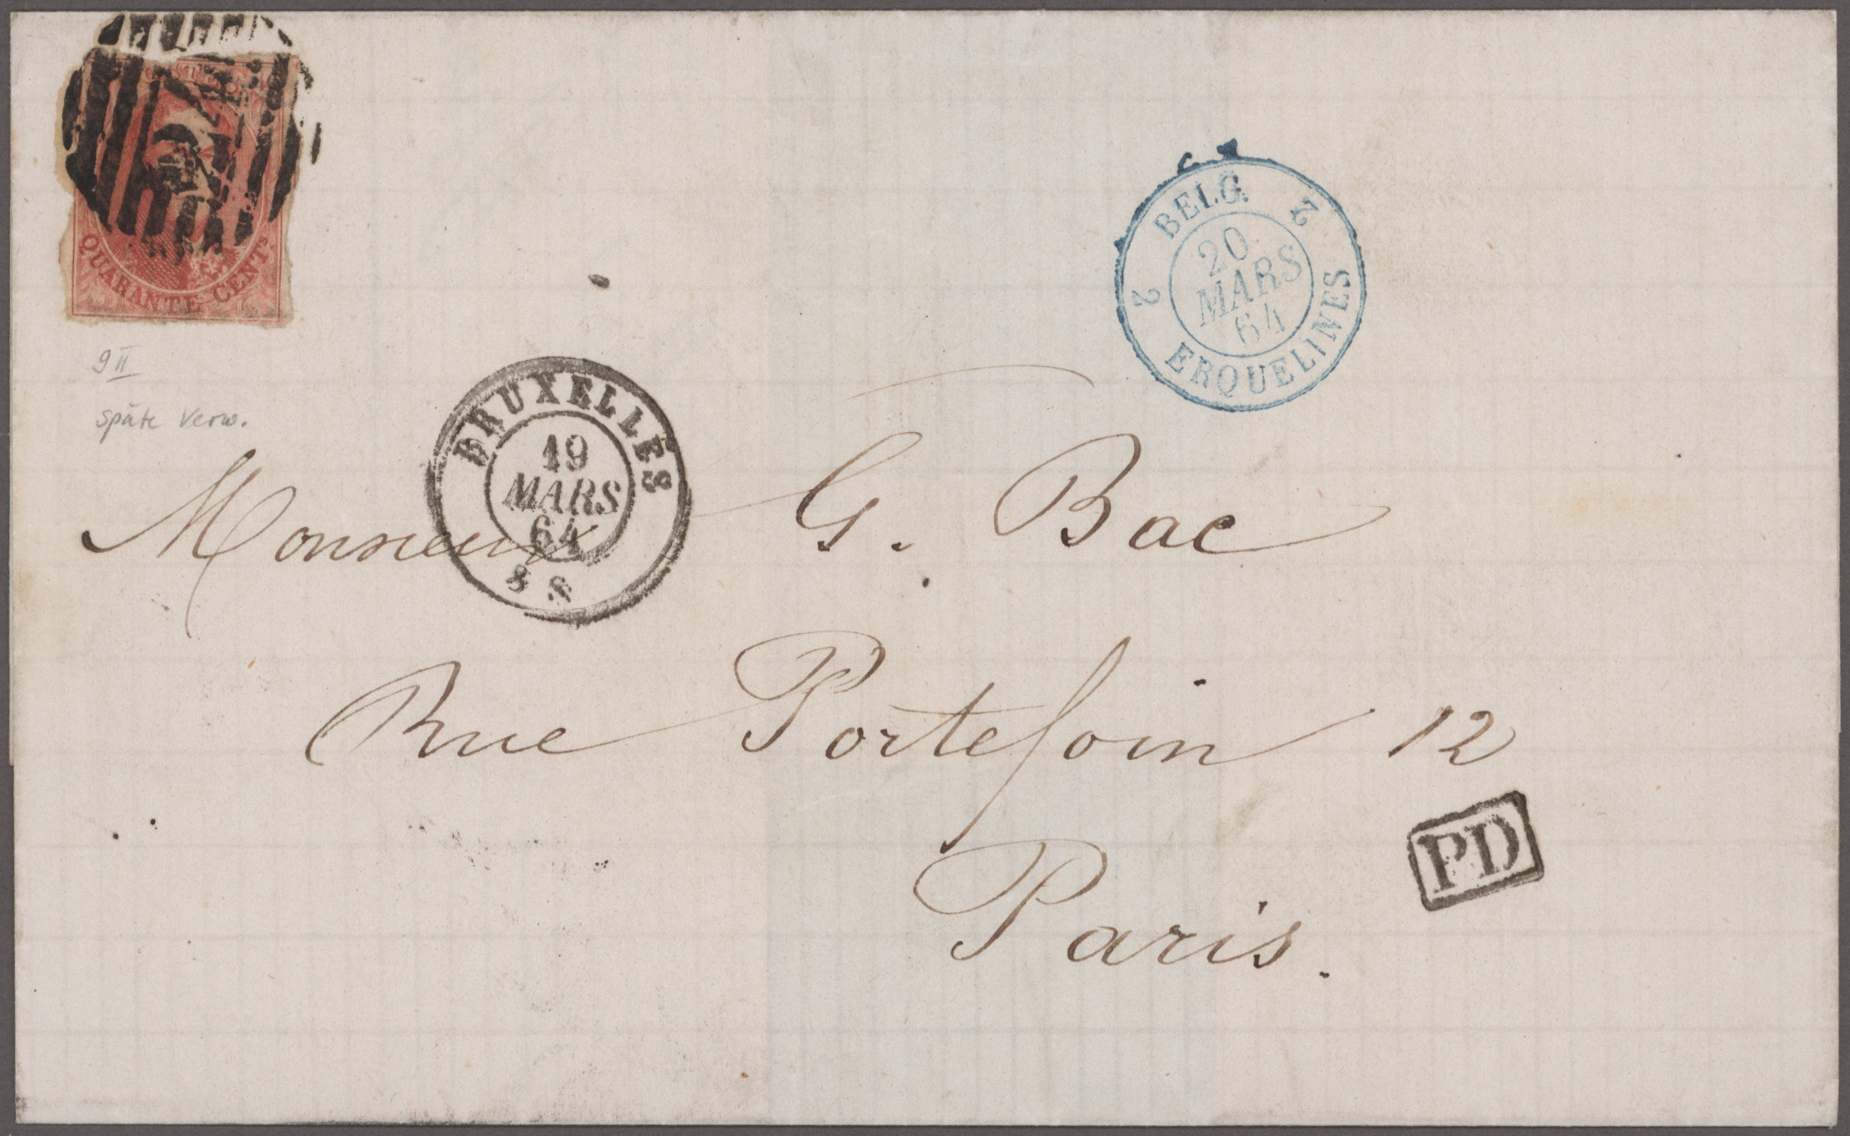 QUARANTE CENTS
9 II
späte Verw.
BRUXELLES
19
MARS
64
8 S
BELG. 2
20
MARS
64
2 ERQUELINES
Monsieur G. Bac
Rue Portefoin 12
PD
Paris.